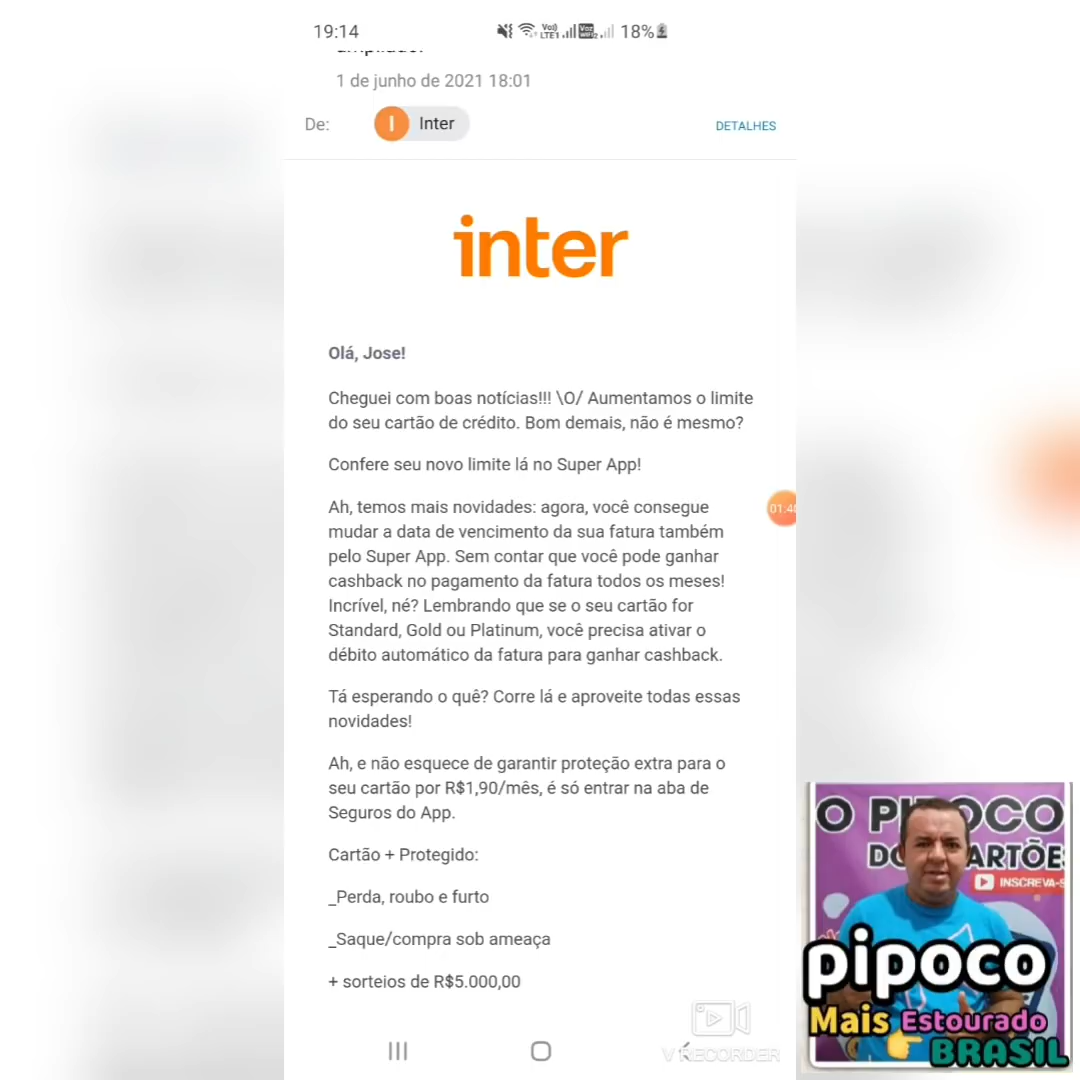 19:14
18%
1 de junho de 2021 18:01
De:
I
Inter
DETALHES
inter
Olá, Jose!
Cheguei com boas notícias!!! \O/ Aumentamos o limite
do seu cartão de crédito. Bom demais, não é mesmo?
Confere seu novo limite lá no Super App!
Ah, temos mais novidades: agora, você consegue
mudar a data de vencimento da sua fatura também
pelo Super App. Sem contar que você pode ganhar
cashback no pagamento da fatura todos os meses!
Incrível, né? Lembrando que se o seu cartão for
Standard, Gold ou Platinum, você precisa ativar o
débito automático da fatura para ganhar cashback.
Tá esperando o quê? Corre lá e aproveite todas essas
novidades!
Ah, e não esquece de garantir proteção extra para o
seu cartão por R$1,90/mês, é só entrar na aba de
Seguros do App.
Cartão + Protegido:
_Perda, roubo e furto
_Saque/compra sob ameaça
+ sorteios de R$5.000,00
V RECORDER
INSCREVA-S
pipoco
Mais Estourado
BRASIL